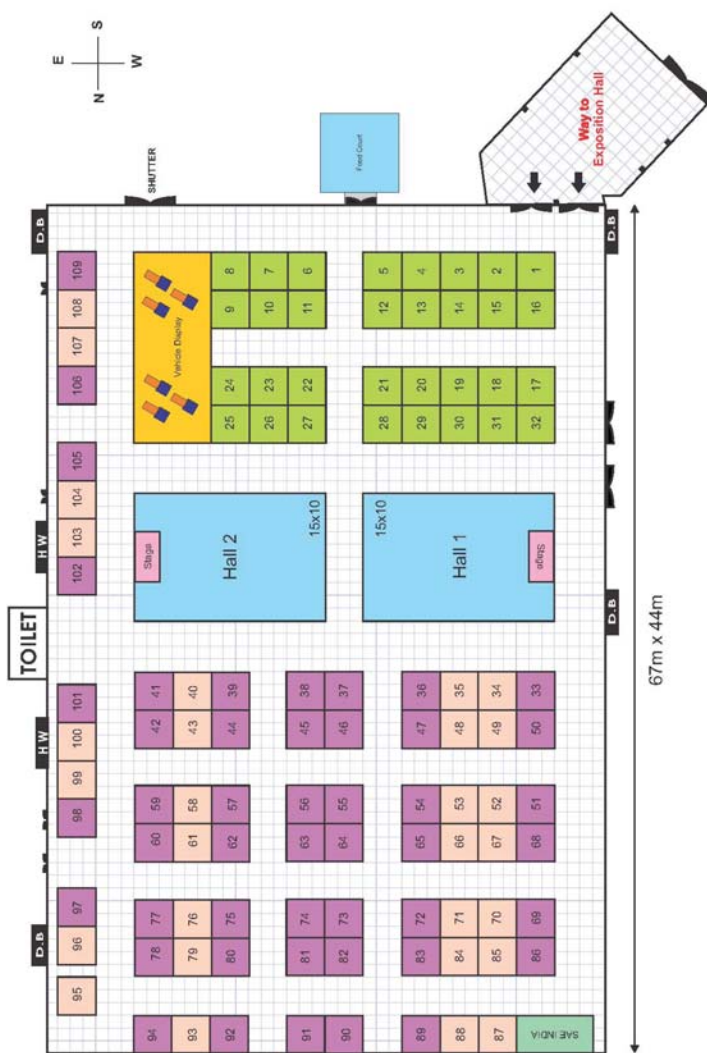 S
E W
N
Way to
Exposition Hall
SHUTTER
Food Court
D.B
D.B
109 8 7 6 5 4 3 2 1
108 9 10 11 12 13 14 15 16
107
Vehicle Display
106 24 23 22 21 20 19 18 17
25 26 27 28 29 30 31 32
105
104
103
102
H W
15x10
15x10
Stage
Hall 2
Hall 1
Stage
D.B
TOILET
101 41 40 39 38 37 36 35 34 33
100 42 43 44 45 46 47 48 49 50
H W
99
98 59 58 57 56 55 54 53 52 51
60 61 62 63 64 65 66 67 68
67m x 44m
97 77 76 75 74 73 72 71 70 69
96 78 79 80 81 82 83 84 85 86
D.B
95
94 93 92 91 90 89 88 87
SAE INDIA